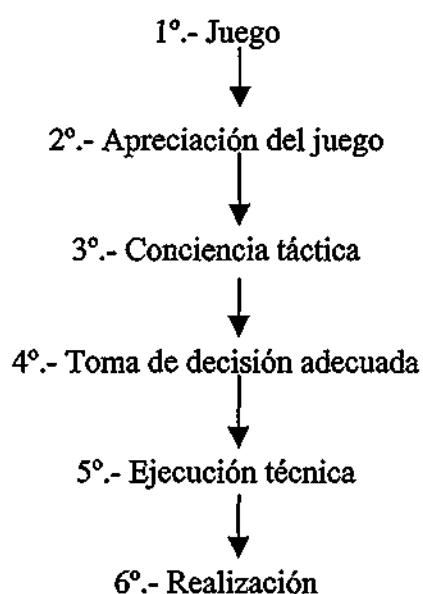 1º.- Juego
2º.- Apreciación del juego
3º.- Conciencia táctica
4º.- Toma de decisión adecuada
5º.- Ejecución técnica
6º.- Realización